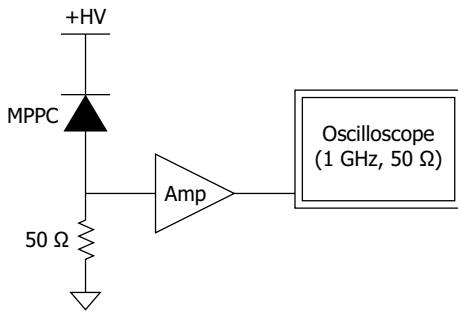 +HV
MPPC
Oscilloscope
(1 GHz, 50 Ω)
Amp
50 Ω